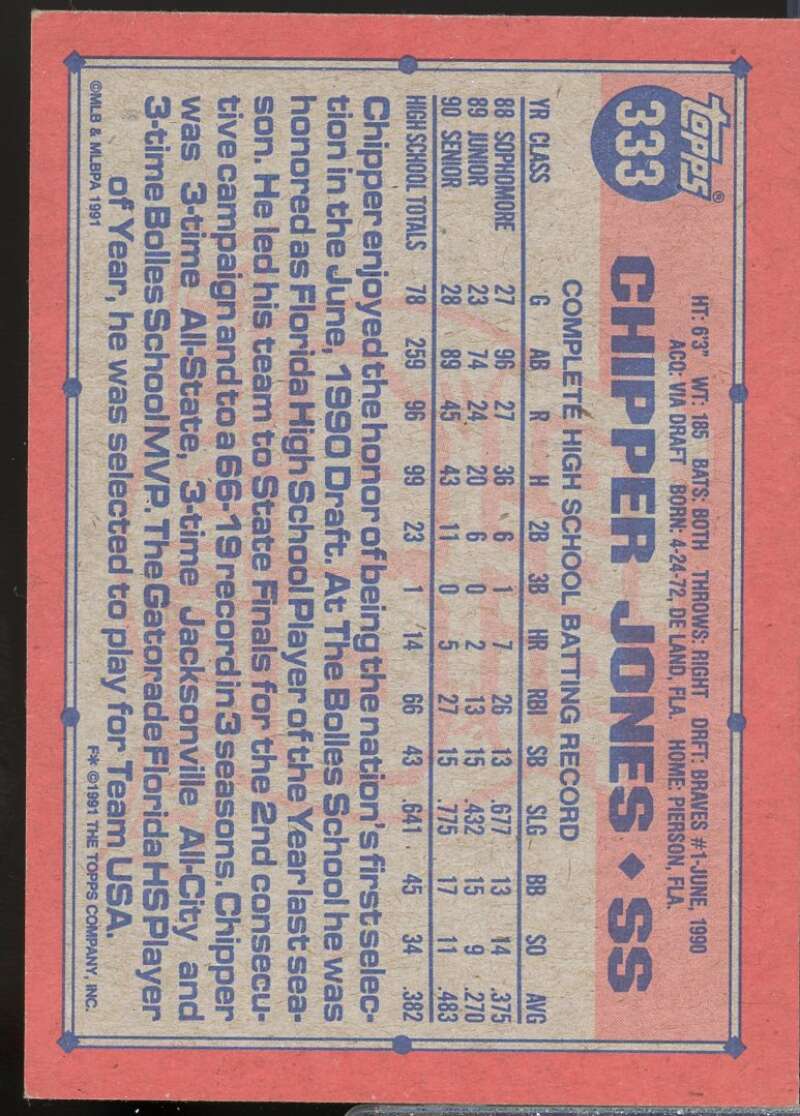 topps®
333
HT: 6'3" WT: 185 BATS: BOTH THROWS: RIGHT DRFT: BRAVES #1-JUNE, 1990
ACQ: VIA DRAFT BORN: 4-24-72, DE LAND, FLA. HOME: PIERSON, FLA.
CHIPPER JONES ♦ SS
COMPLETE HIGH SCHOOL BATTING RECORD
YR CLASS G AB R H 2B 3B HR RBI SB SLG BB SO AVG
88 SOPHOMORE 27 96 27 36 6 1 7 26 13 .677 13 14 .375
89 JUNIOR 23 74 24 20 6 0 2 13 15 .432 15 9 .270
90 SENIOR 28 89 45 43 11 0 5 27 15 .775 17 11 .483
HIGH SCHOOL TOTALS 78 259 96 99 23 1 14 66 43 .641 45 34 .382
Chipper enjoyed the honor of being the nation's first selec-
tion in the June, 1990 Draft. At The Bolles School he was
honored as Florida High School Player of the Year last sea-
son. He led his team to State Finals for the 2nd consecu-
tive campaign and to a 66-19 record in 3 seasons. Chipper
was 3-time All-State, 3-time Jacksonville All-City and
3-time Bolles School MVP. The Gatorade Florida HS Player
of Year, he was selected to play for Team USA.
©MLB & MLBPA 1991
F* ©1991 THE TOPPS COMPANY, INC.